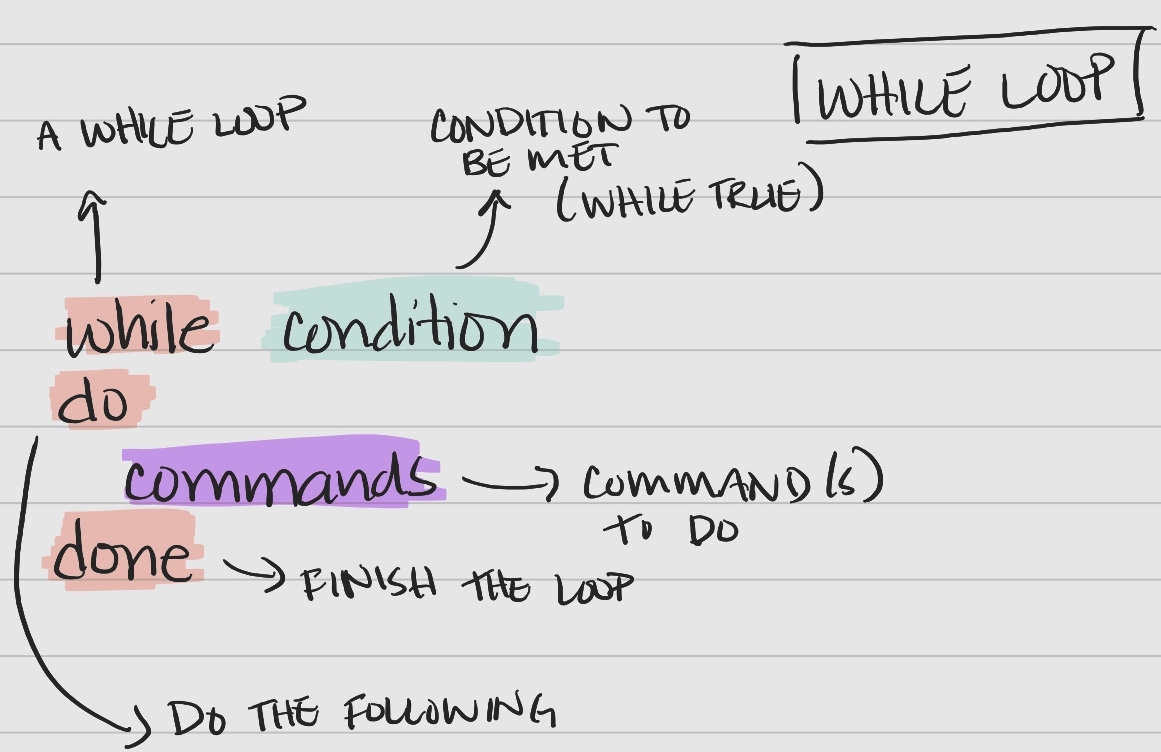 WHILE LOOP
A WHILE LOOP
CONDITION TO
BE MET
(WHILE TRUE)
while condition
do
commands
COMMAND(S)
TO DO
done
FINISH THE LOOP
DO THE FOLLOWING